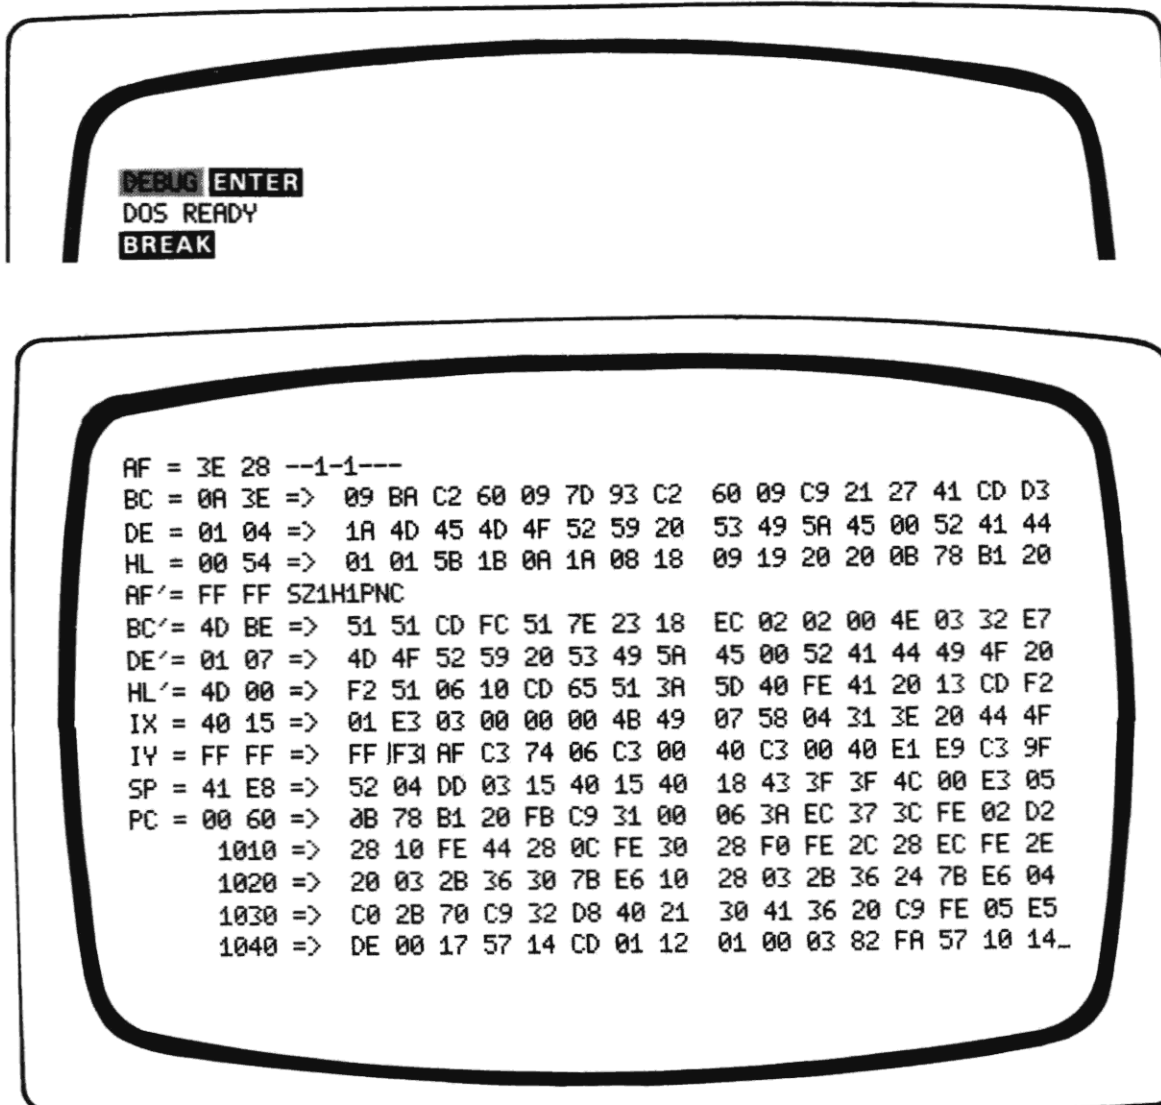 DEBUG ENTER
DOS READY
BREAK
AF = 3E 28 --1-1---
BC = 0A 3E => 09 BA C2 60 09 7D 93 C2 60 09 C9 21 27 41 CD D3
DE = 01 04 => 1A 4D 45 4D 4F 52 59 20 53 49 5A 45 00 52 41 44
HL = 00 54 => 01 01 5B 1B 0A 1A 08 18 09 19 20 20 0B 78 B1 20
AF'= FF FF SZ1H1PNC
BC'= 4D BE => 51 51 CD FC 51 7E 23 18 EC 02 02 00 4E 03 32 E7
DE'= 01 07 => 4D 4F 52 59 20 53 49 5A 45 00 52 41 44 49 4F 20
HL'= 4D 00 => F2 51 06 10 CD 65 51 3A 5D 40 FE 41 20 13 CD F2
IX = 40 15 => 01 E3 03 00 00 00 4B 49 07 58 04 31 3E 20 44 4F
IY = FF FF => FF |F3| AF C3 74 06 C3 00 40 C3 00 40 E1 E9 C3 9F
SP = 41 E8 => 52 04 DD 03 15 40 15 40 18 43 3F 3F 4C 00 E3 05
PC = 00 60 => 0B 78 B1 20 FB C9 31 00 06 3A EC 37 3C FE 02 D2
1010 => 28 10 FE 44 28 0C FE 30 28 F0 FE 2C 28 EC FE 2E
1020 => 20 03 2B 36 30 7B E6 10 28 03 2B 36 24 7B E6 04
1030 => C0 2B 70 C9 32 D8 40 21 30 41 36 20 C9 FE 05 E5
1040 => DE 00 17 57 14 CD 01 12 01 00 03 82 FA 57 10 14_